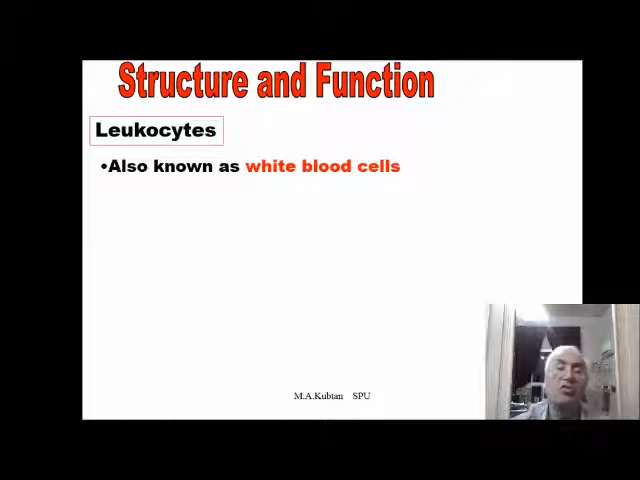 Structure and Function
Leukocytes
•Also known as white blood cells
M.A.Kubtan SPU